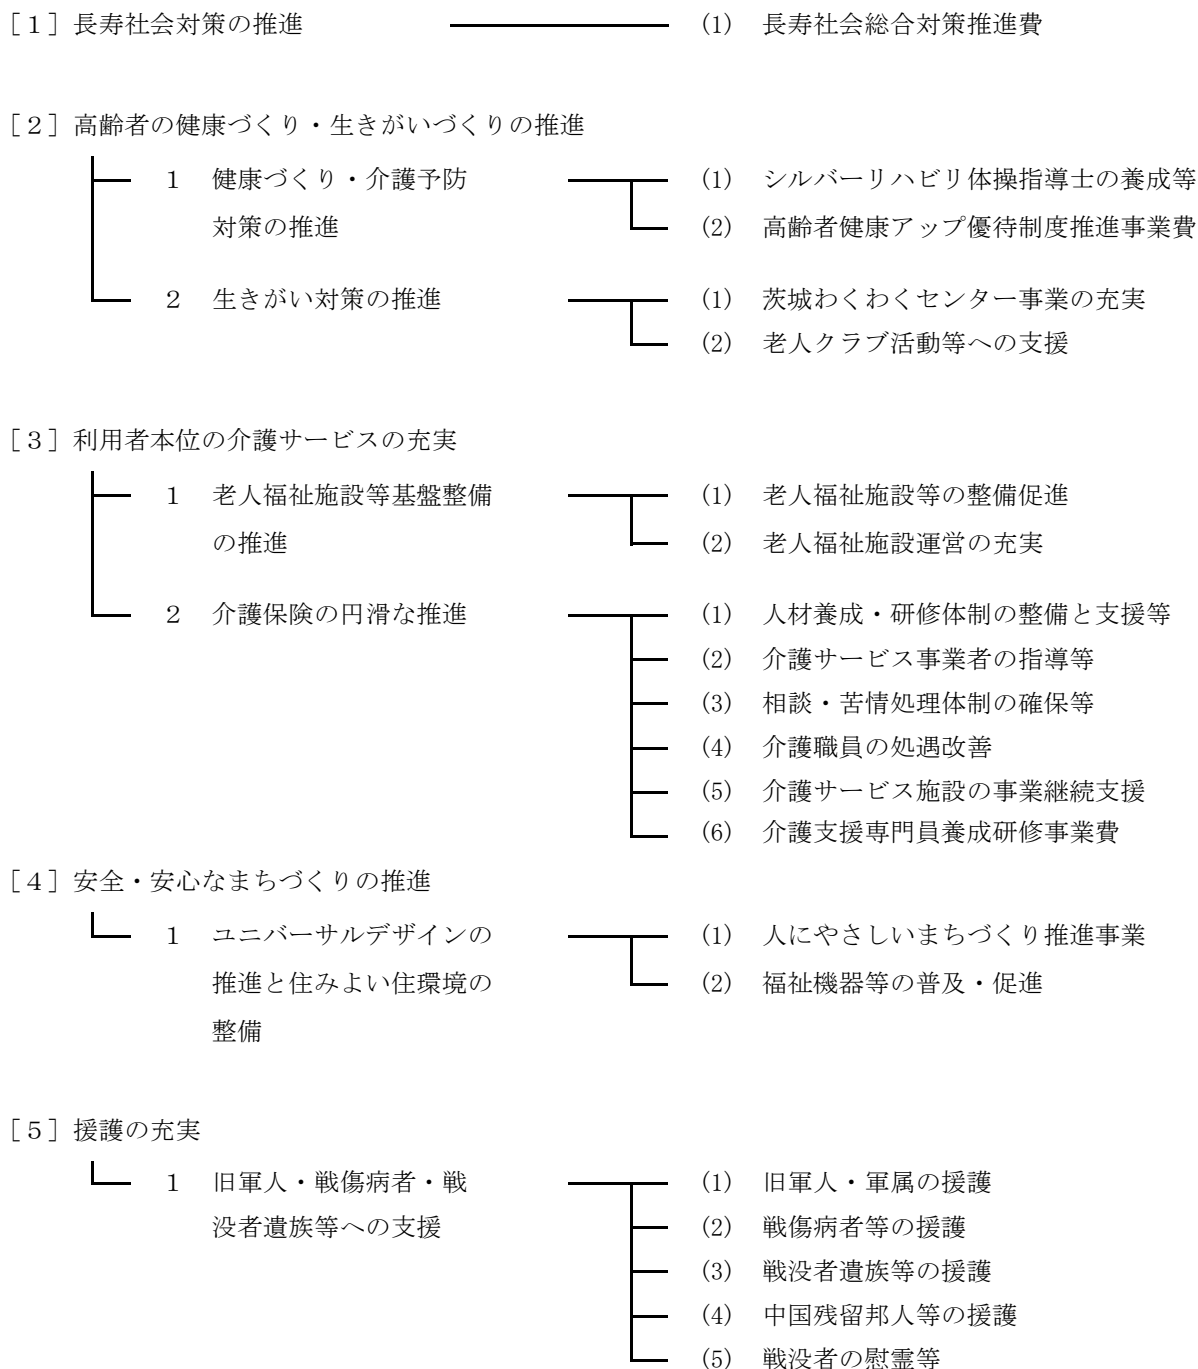 ［１］長寿社会対策の推進 (1) 長寿社会総合対策推進費
［２］高齢者の健康づくり・生きがいづくりの推進
1 健康づくり・介護予防 (1) シルバーリハビリ体操指導士の養成等
対策の推進 (2) 高齢者健康アップ優待制度推進事業費
2 生きがい対策の推進 (1) 茨城わくわくセンター事業の充実
(2) 老人クラブ活動等への支援
［３］利用者本位の介護サービスの充実
1 老人福祉施設等基盤整備 (1) 老人福祉施設等の整備促進
の推進 (2) 老人福祉施設運営の充実
2 介護保険の円滑な推進 (1) 人材養成・研修体制の整備と支援等
(2) 介護サービス事業者の指導等
(3) 相談・苦情処理体制の確保等
(4) 介護職員の処遇改善
(5) 介護サービス施設の事業継続支援
(6) 介護支援専門員養成研修事業費
［４］安全・安心なまちづくりの推進
1 ユニバーサルデザインの (1) 人にやさしいまちづくり推進事業
推進と住みよい住環境の (2) 福祉機器等の普及・促進
整備
［５］援護の充実
1 旧軍人・戦傷病者・戦 (1) 旧軍人・軍属の援護
没者遺族等への支援 (2) 戦傷病者等の援護
(3) 戦没者遺族等の援護
(4) 中国残留邦人等の援護
(5) 戦没者の慰霊等